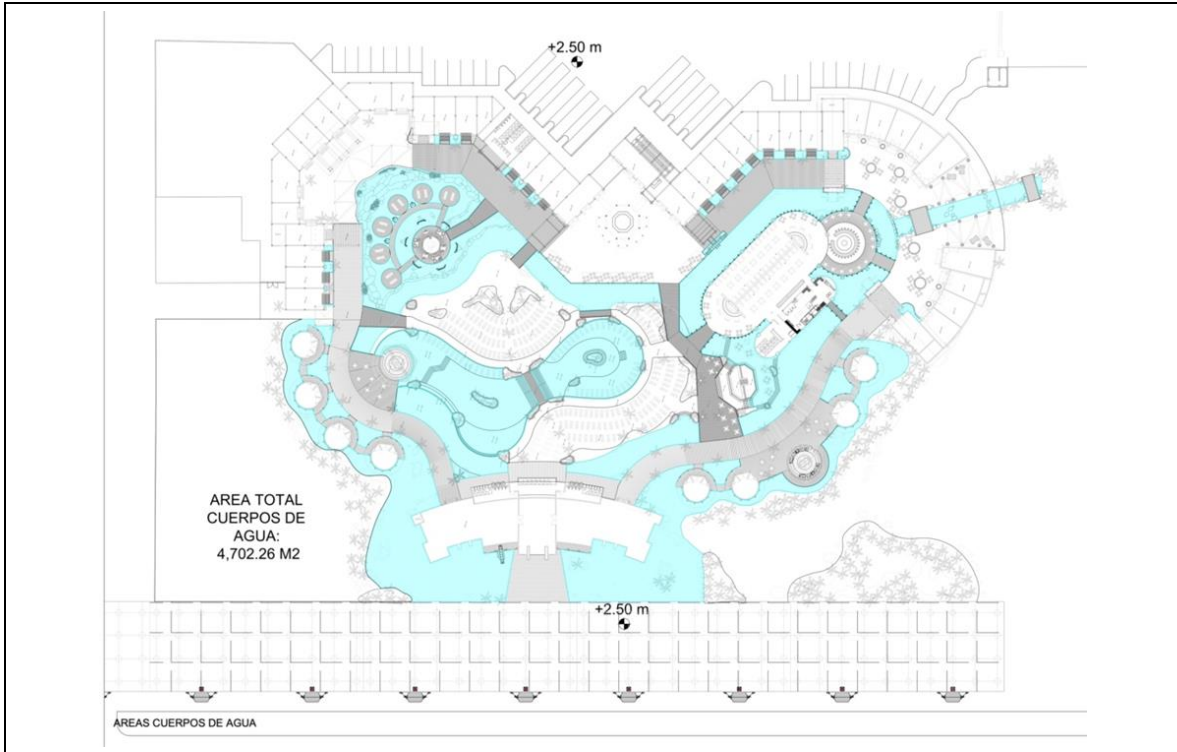 +2.50 m
AREA TOTAL
CUERPOS DE
AGUA:
4,702.26 M2
+2.50 m
AREAS CUERPOS DE AGUA